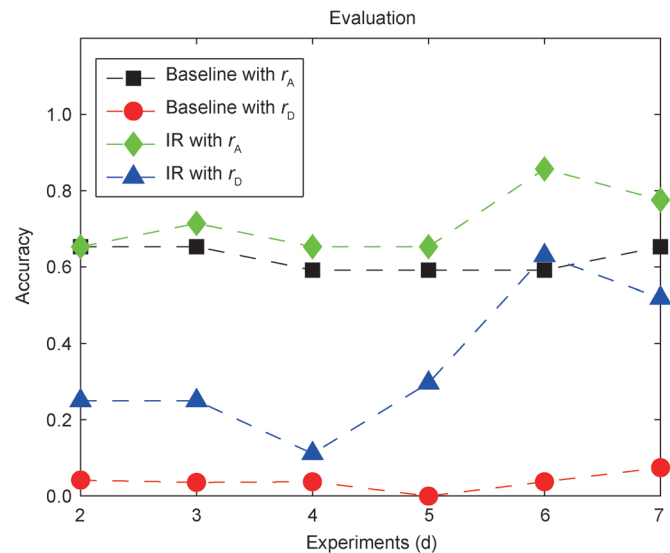 Evaluation
Baseline with rA
Baseline with rD
IR with rA
IR with rD
1.0
0.8
0.6
0.4
0.2
0.0
Accuracy
2 3 4 5 6 7
Experiments (d)